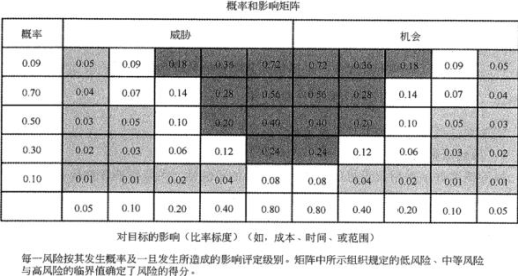 概率和影响矩阵
概率 威胁 机会
0.09 0.05 0.09 0.18 0.36 0.72 0.72 0.36 0.18 0.09 0.05
0.70 0.04 0.07 0.14 0.28 0.56 0.56 0.28 0.14 0.07 0.04
0.50 0.03 0.05 0.10 0.20 0.40 0.40 0.20 0.10 0.05 0.03
0.30 0.02 0.03 0.06 0.12 0.24 0.24 0.12 0.06 0.03 0.02
0.10 0.01 0.01 0.02 0.04 0.08 0.08 0.04 0.02 0.01 0.01
0.05 0.10 0.20 0.40 0.80 0.80 0.40 0.20 0.10 0.05
对目标的影响（比率标度）（如，成本、时间、或范围）
每一风险按其发生概率及一旦发生所造成的影响评定级别。矩阵中所示组织规定的低风险、中等风险
与高风险的临界值确定了风险的得分。